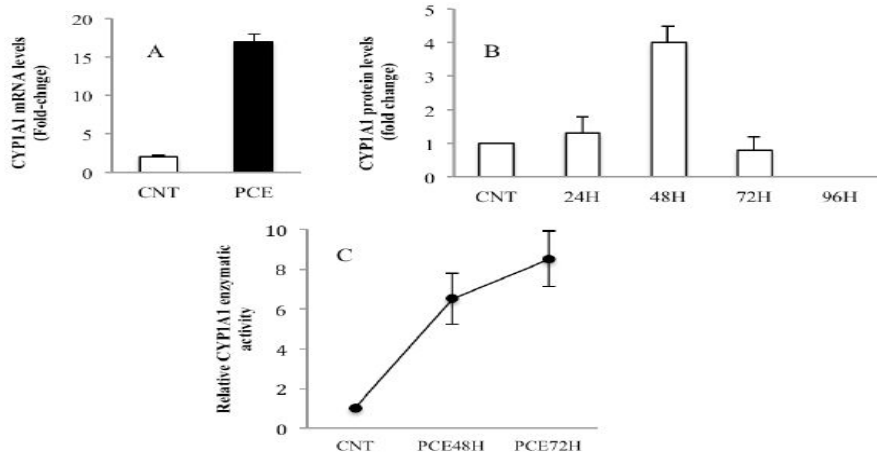 A
CYP1A1 mRNA levels
(Fold-chnge)
20
15
10
5
0
CNT PCE
B
CYP1A1 protein levels
(fold change)
5
4
3
2
1
0
CNT 24H 48H 72H 96H
C
Relative CYP1A1 enzymatic
activity
10
8
6
4
2
0
CNT PCE48H PCE72H